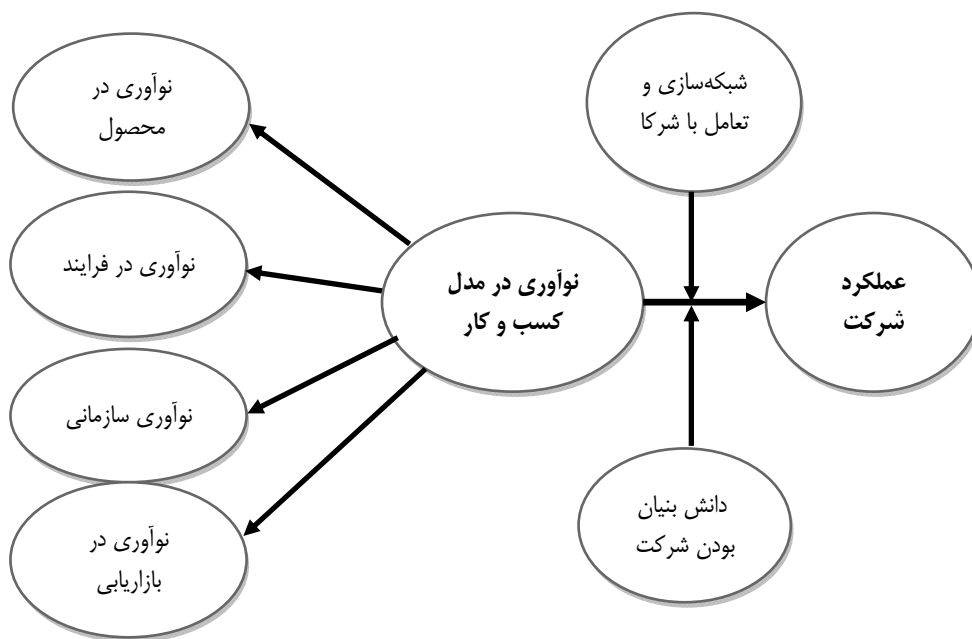 شبکه‌سازی و
تعامل با شرکا
نوآوری در
محصول
نوآوری در فرایند
نوآوری در مدل
کسب و کار
عملکرد
شرکت
نوآوری سازمانی
دانش بنیان
بودن شرکت
نوآوری در
بازاریابی